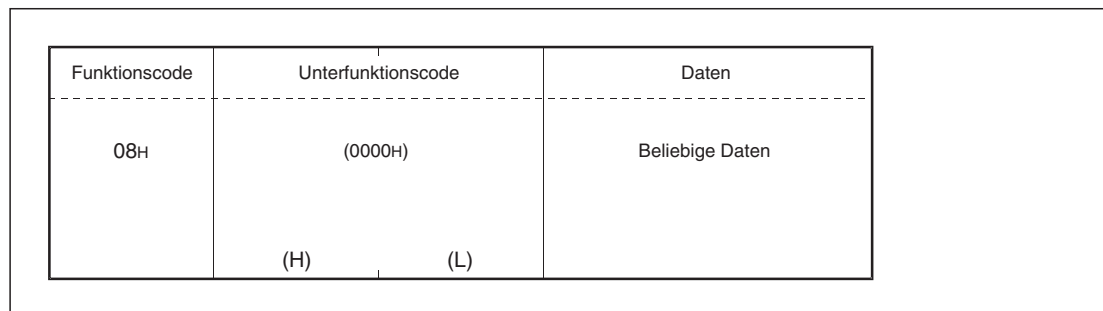 Funktionscode Unterfunktionscode Daten
08H (0000H) Beliebige Daten
(H) (L)